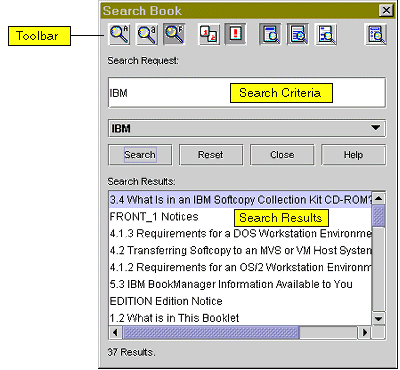 Search Book
Toolbar
Search Request:
IBM
Search Criteria
IBM
Search Reset Close Help
Search Results:
3.4 What Is in an IBM Softcopy Collection Kit CD-ROM?
FRONT_1 Notices
Search Results
4.1.3 Requirements for a DOS Workstation Environme
4.2 Transferring Softcopy to an MVS or VM Host System
4.1.2 Requirements for an OS/2 Workstation Environm
5.3 IBM BookManager Information Available to You
EDITION Edition Notice
1.2 What is in This Booklet
37 Results.